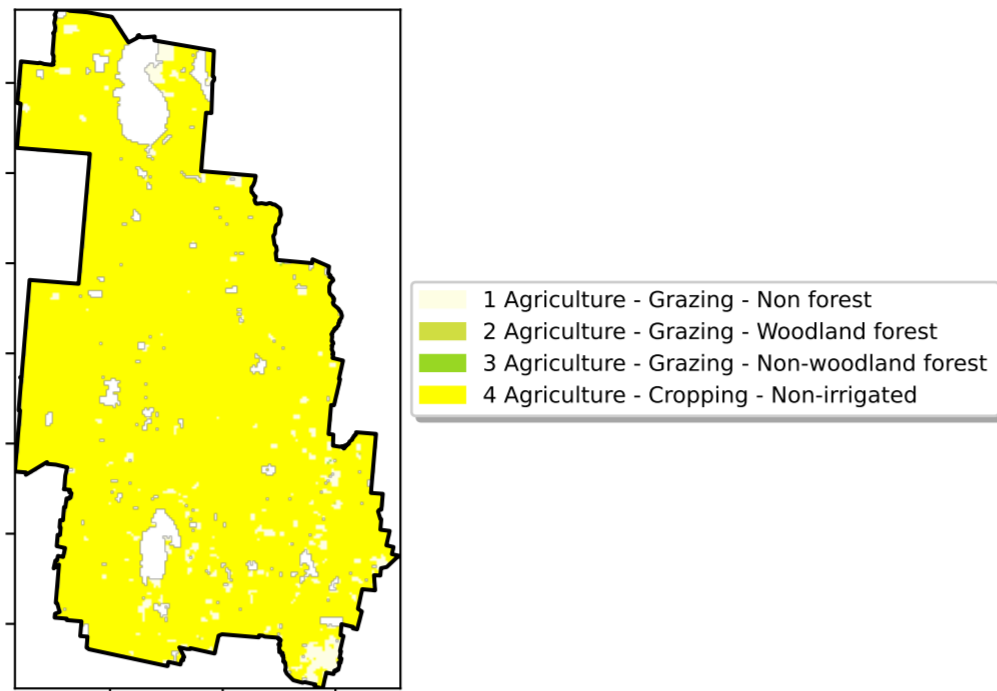 1 Agriculture - Grazing - Non forest
2 Agriculture - Grazing - Woodland forest
3 Agriculture - Grazing - Non-woodland forest
4 Agriculture - Cropping - Non-irrigated